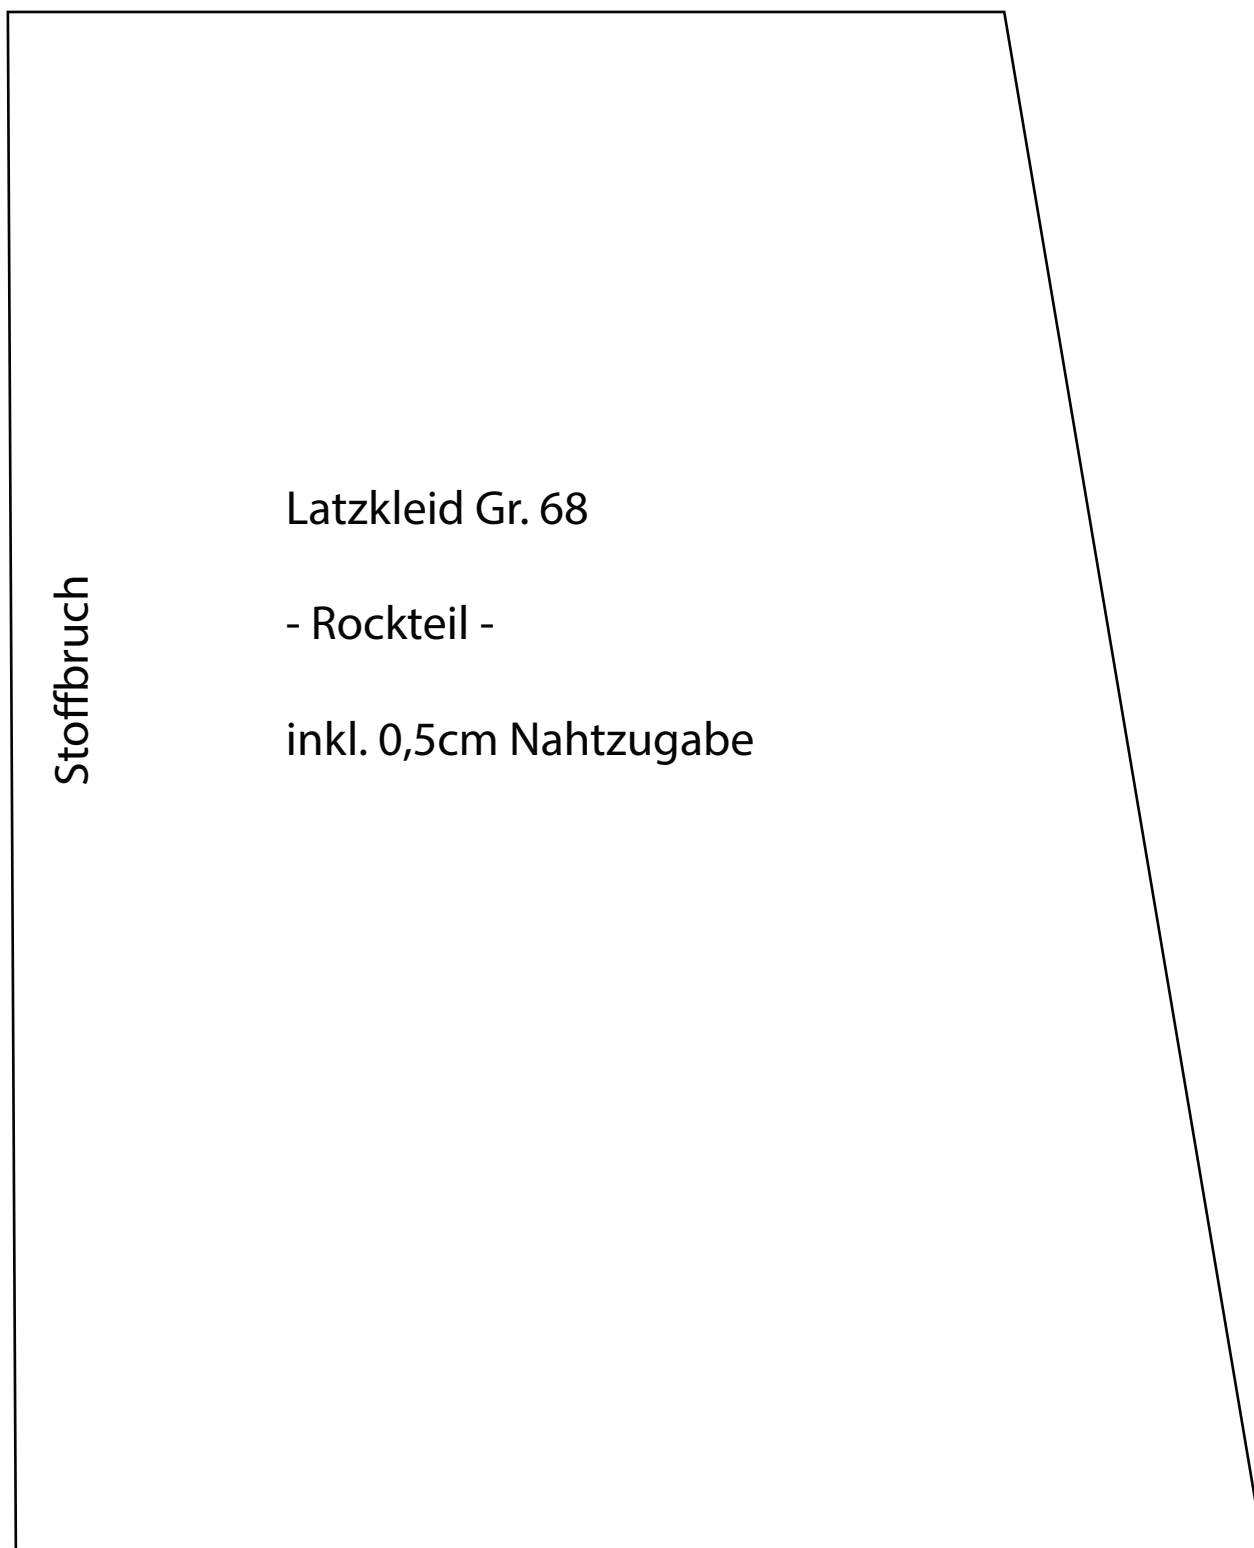 Latzkleid Gr. 68
- Rockteil -
inkl. 0,5cm Nahtzugabe
Stoffbruch